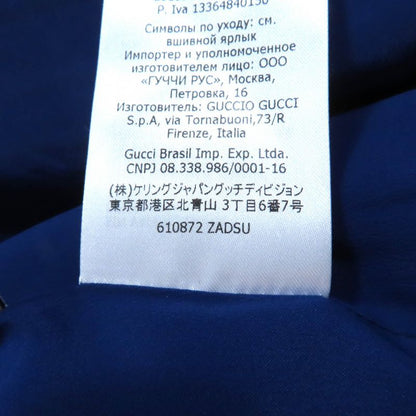 P. Iva 13364840150
Символы по уходу: см.
вшивной ярлык
Импортер и уполномоченное
изготовителем лицо: ООО
«ГУЧЧИ РУС», Москва,
Петровка, 16
Изготовитель: GUCCIO GUCCI
S.p.A, via Tornabuoni,73/R
Firenze, Italia
Gucci Brasil Imp. Exp. Ltda.
CNPJ 08.338.986/0001-16
(株)ケリングジャパングッチディビジョン
東京都港区北青山 3丁目6番7号
610872 ZADSU